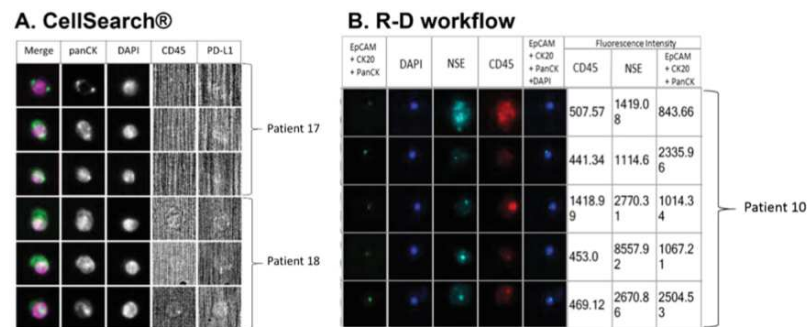 A. CellSearch®
Merge panCK DAPI CD45 PD-L1
Patient 17
Patient 18
B. R-D workflow
EpCAM
+ CK20
+ PanCK
DAPI
NSE
CD45
EpCAM
+ CK20
+ PanCK
+DAPI
Fluorescence Intensity
CD45
NSE
EpCAM
+ CK20
+ PanCK
507.57
1419.0
8
843.66
441.34
1114.6
2335.9
6
1418.9
9
2770.3
1
1014.3
4
453.0
8557.9
2
1067.2
1
469.12
2670.8
6
2504.5
3
Patient 10